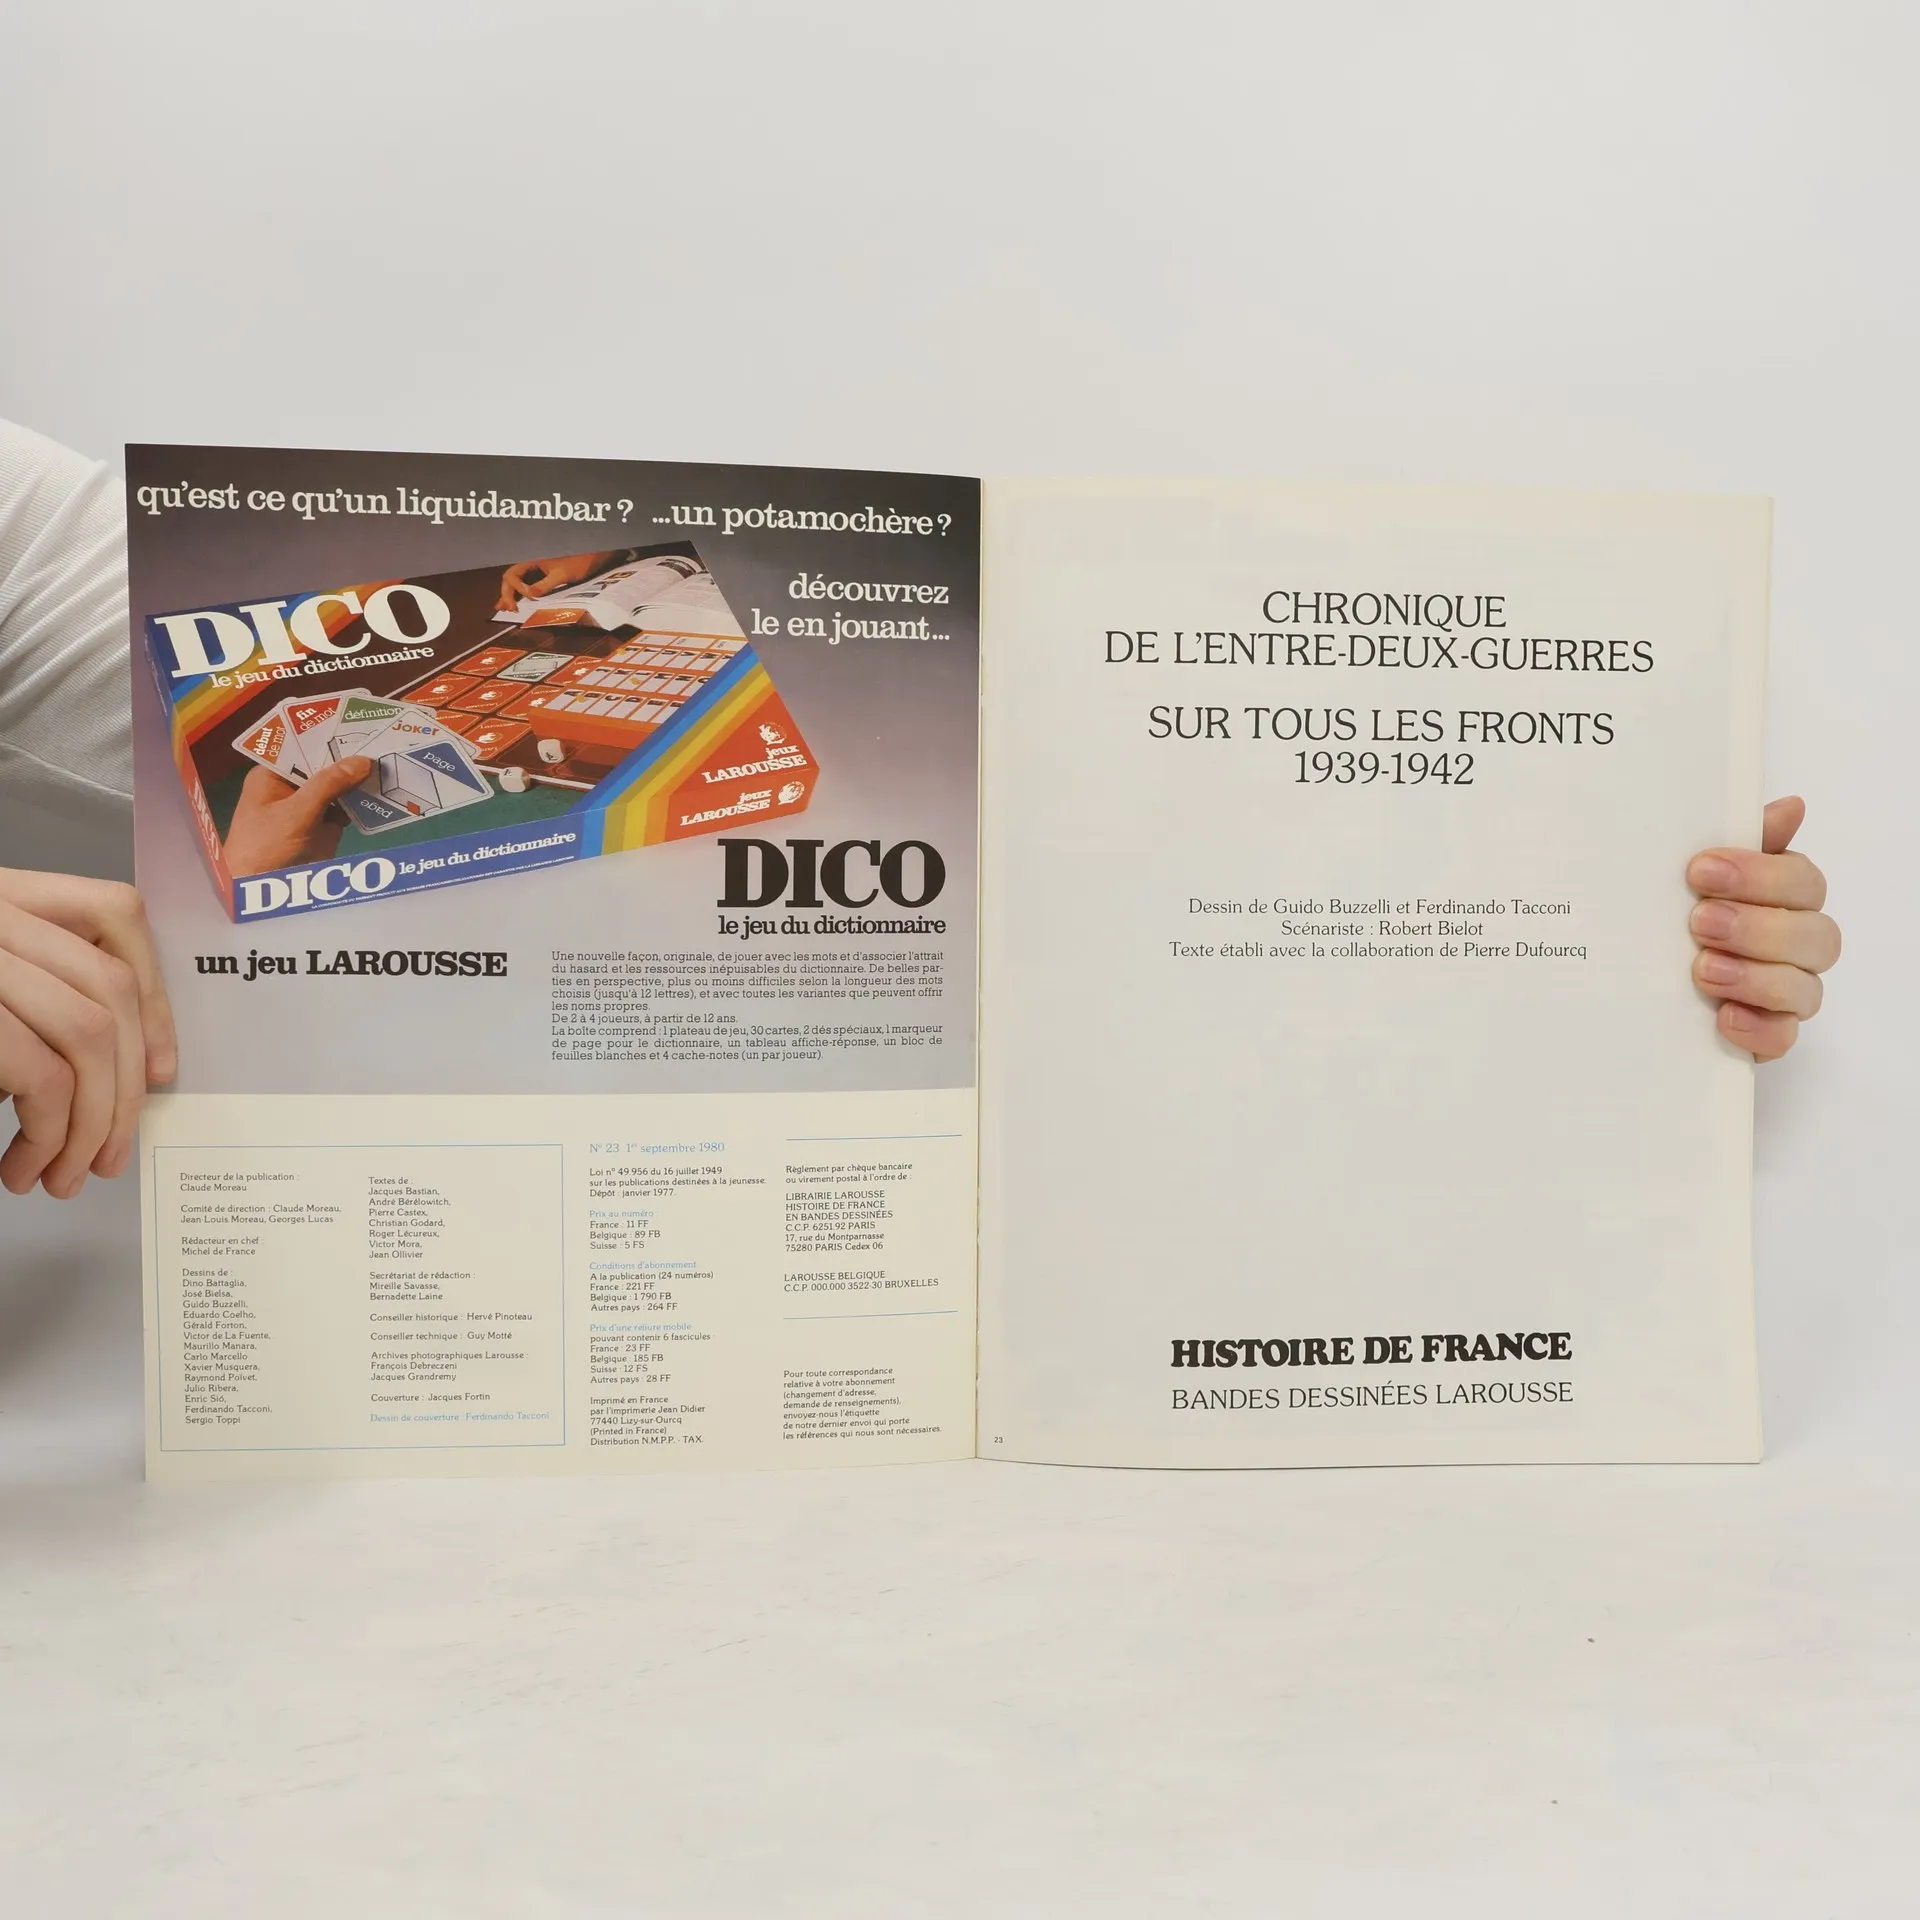 qu'est ce qu'un liquidambar ? ...un potamochère ?
découvrez
le en jouant...
DICO
le jeu du dictionnaire
début
de mot
fin
de mot
définition
JOKER
page
page
jeux
LAROUSSE
jeux
LAROUSSE
DICO
DICO le jeu du dictionnaire
DICO
le jeu du dictionnaire
un jeu LAROUSSE
Une nouvelle façon, originale, de jouer avec les mots et d'associer l'attrait
du hasard et les ressources inépuisables du dictionnaire. De belles par-
ties en perspective, plus ou moins difficiles selon la longueur des mots
choisis (jusqu'à 12 lettres), et avec toutes les variantes que peuvent offrir
les noms propres.
De 2 à 4 joueurs, à partir de 12 ans.
La boîte comprend : 1 plateau de jeu, 30 cartes, 2 dés spéciaux, 1 marqueur
de page pour le dictionnaire, un tableau affiche-réponse, un bloc de
feuilles blanches et 4 cache-notes (un par joueur).
Directeur de la publication :
Claude Moreau
Comité de direction : Claude Moreau,
Jean-Louis Moreau, Georges Lucas
Rédacteur en chef :
Michel de France
Dessins de :
Dino Battaglia,
José Bielsa,
Guido Buzzelli,
Eduardo Coelho,
Gérald Forton,
Victor de La Fuente,
Maurillo Manara,
Carlo Marcello
Xavier Musquera,
Raymond Poïvet,
Julio Ribera,
Enric Sió,
Ferdinando Tacconi,
Sergio Toppi
Textes de :
Jacques Bastian,
André Bérélowitch,
Pierre Castex,
Christian Godard,
Roger Lécureux,
Victor Mora,
Jean Ollivier
Secrétariat de rédaction :
Mireille Savasse,
Bernadette Laine
Conseiller historique : Hervé Pinoteau
Conseiller technique : Guy Motté
Archives photographiques Larousse :
François Debreczeni
Jacques Grandremy
Couverture : Jacques Fortin
Dessin de couverture : Ferdinando Tacconi
N° 23 1er septembre 1980
Loi n° 49.956 du 16 juillet 1949
sur les publications destinées à la jeunesse.
Dépôt : janvier 1977.
Prix au numéro :
France : 11 FF
Belgique : 89 FB
Suisse : 5 FS
Conditions d'abonnement
A la publication (24 numéros)
France : 221 FF
Belgique : 1 790 FB
Autres pays : 264 FF
Prix d'une reliure mobile
pouvant contenir 6 fascicules :
France : 23 FF
Belgique : 185 FB
Suisse : 12 FS
Autres pays : 28 FF
Imprimé en France
par l'imprimerie Jean Didier
77440 Lizy-sur-Ourcq
(Printed in France)
Distribution N.M.P.P. - TAX.
Règlement par chèque bancaire
ou virement postal à l'ordre de :
LIBRAIRIE LAROUSSE
HISTOIRE DE FRANCE
EN BANDES DESSINÉES
C.C.P. 6251.92 PARIS
17, rue du Montparnasse
75280 PARIS Cedex 06
LAROUSSE BELGIQUE
C.C.P. 000.000 3522-30 BRUXELLES
Pour toute correspondance
relative à votre abonnement
(changement d'adresse,
demande de renseignements),
envoyez-nous l'étiquette
de notre dernier envoi qui porte
les références qui nous sont nécessaires.
CHRONIQUE
DE L'ENTRE-DEUX-GUERRES
SUR TOUS LES FRONTS
1939-1942
Dessin de Guido Buzzelli et Ferdinando Tacconi
Scénariste : Robert Bielot
Texte établi avec la collaboration de Pierre Dufourcq
HISTOIRE DE FRANCE
BANDES DESSINÉES LAROUSSE
23